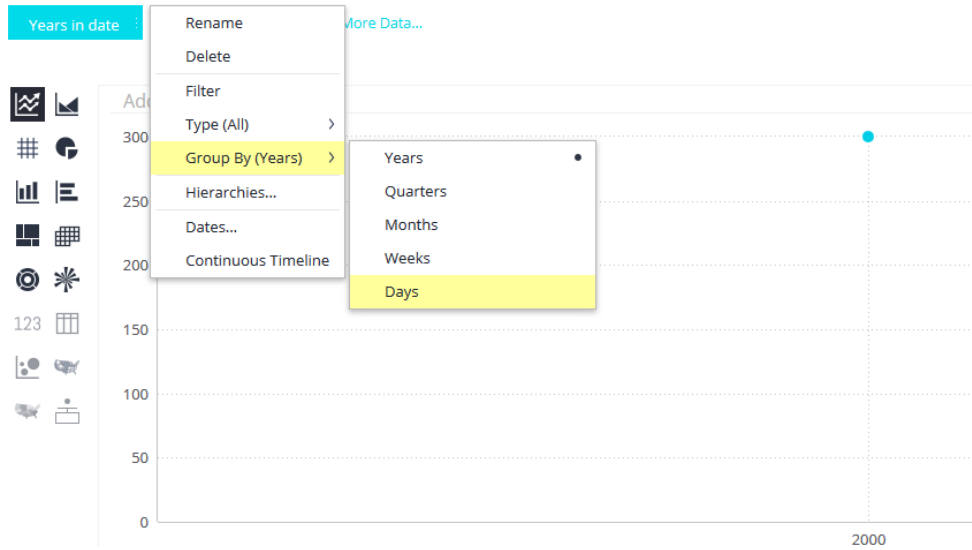 Years in date
Rename
More Data...
Delete
Filter
Type (All)
Group By (Years)
Hierarchies...
Dates...
Continuous Timeline
Years
Quarters
Months
Weeks
Days
123
300
250
200
150
100
50
0
2000